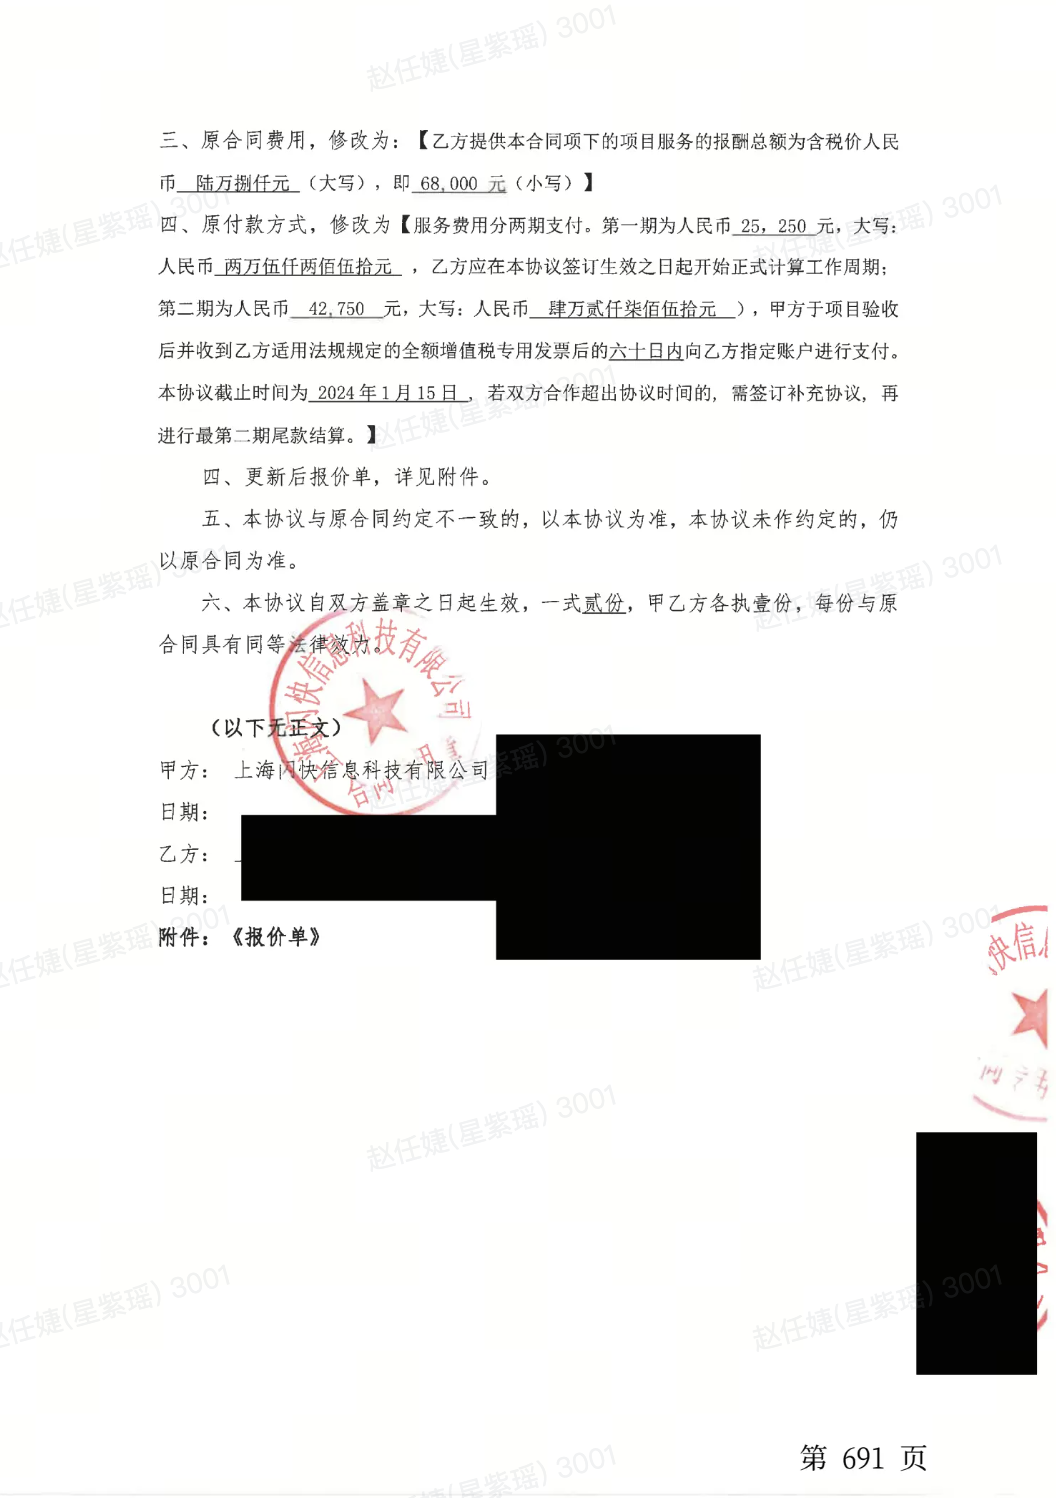 赵任婕(星紫瑶) 3001
三、原合同费用，修改为：【乙方提供本合同项下的项目服务的报酬总额为含税价人民
币 陆万捌仟元 （大写），即 68,000 元（小写）】
四、原付款方式，修改为【服务费用分两期支付。第一期为人民币 25, 250 元，大写：
人民币 两万伍仟两佰伍拾元 ，乙方应在本协议签订生效之日起开始正式计算工作周期；
第二期为人民币 42,750 元，大写：人民币 肆万贰仟柒佰伍拾元 ），甲方于项目验收
后并收到乙方适用法规规定的全额增值税专用发票后的六十日内向乙方指定账户进行支付。
本协议截止时间为 2024年1月15日 ，若双方合作超出协议时间的，需签订补充协议，再
进行最第二期尾款结算。】
四、更新后报价单，详见附件。
五、本协议与原合同约定不一致的，以本协议为准，本协议未作约定的，仍
以原合同为准。
六、本协议自双方盖章之日起生效，一式贰份，甲乙方各执壹份，每份与原
合同具有同等法律效力。
上海闪快信息科技有限公司
（以下无正文）
甲方： 上海闪快信息科技有限公司
日期：
乙方：
日期：
附件：《报价单》
快信息
第 691 页